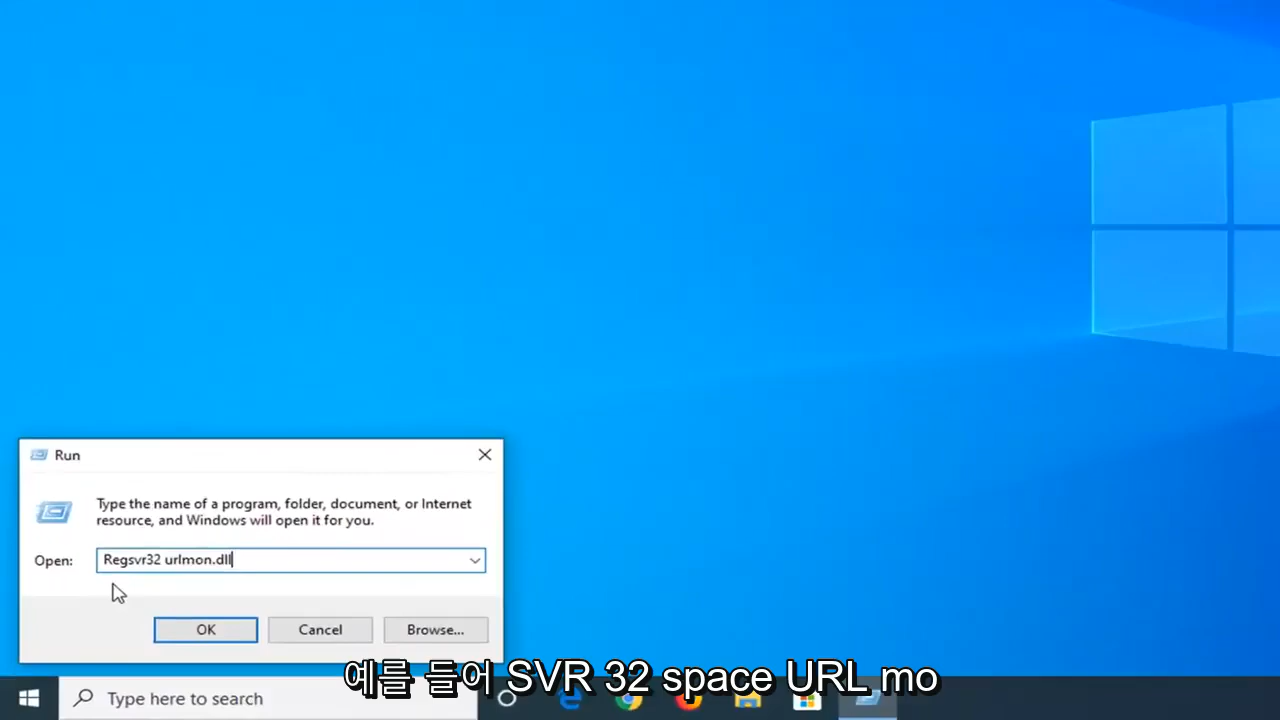 Run
Type the name of a program, folder, document, or Internet
resource, and Windows will open it for you.
Open: Regsvr32 urlmon.dll
OK Cancel Browse...
예를 들어 SVR 32 space URL mo
Type here to search